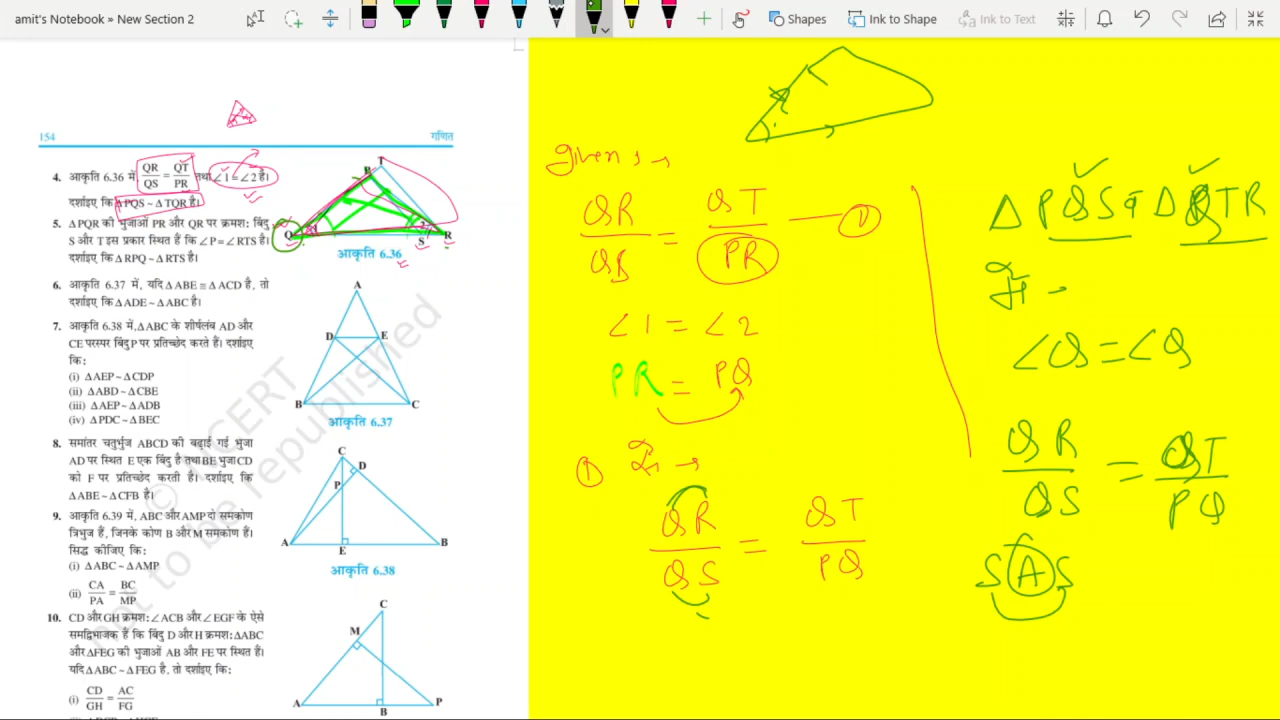 amit's Notebook » New Section 2
Shapes
Ink to Shape
Ink to Text
154
गणित
4. आकृति 6.36 में, QR/QS = QT/PR तथा ∠1 = ∠2 है।
दर्शाइए कि Δ PQS ~ Δ TQR है।
5. Δ PQR की भुजाओं PR और QR पर क्रमश: बिंदु
S और T इस प्रकार स्थित हैं कि ∠P = ∠RTS है।
दर्शाइए कि Δ RPQ ~ Δ RTS है।
T
P
Q
1
2
S
R
आकृति 6.36
6. आकृति 6.37 में, यदि Δ ABE ≅ Δ ACD है, तो
दर्शाइए कि Δ ADE ~ Δ ABC है।
7. आकृति 6.38 में, Δ ABC के शीर्षलंब AD और
CE परस्पर बिंदु P पर प्रतिच्छेद करते हैं। दर्शाइए
कि:
(i) Δ AEP ~ Δ CDP
(ii) Δ ABD ~ Δ CBE
(iii) Δ AEP ~ Δ ADB
(iv) Δ PDC ~ Δ BEC
A
D
E
B
C
आकृति 6.37
8. समांतर चतुर्भुज ABCD की बढ़ाई गई भुजा
AD पर स्थित E एक बिंदु है तथा BE भुजा CD
को F पर प्रतिच्छेद करती है। दर्शाइए कि
Δ ABE ~ Δ CFB है।
9. आकृति 6.39 में, ABC और AMP दो समकोण
त्रिभुज हैं, जिनके कोण B और M समकोण हैं।
सिद्ध कीजिए कि:
(i) Δ ABC ~ Δ AMP
(ii) CA/PA = BC/MP
C
D
P
A
E
B
आकृति 6.38
10. CD और GH क्रमश: ∠ACB और ∠EGF के ऐसे
समद्विभाजक हैं कि बिंदु D और H क्रमश: Δ ABC
और Δ FEG की भुजाओं AB और FE पर स्थित हैं।
यदि Δ ABC ~ Δ FEG है, तो दर्शाइए कि:
(i) CD/GH = AC/FG
C
M
A
B
P
© NCERT
not to be republished
Given :→
QR/QS = QT/PR — ①
∠1 = ∠2
PR = PQ
① से →
QR/QS = QT/PQ
Δ PQS व Δ QTR
में -
∠Q = ∠Q
QR/QS = QT/PQ
SAS